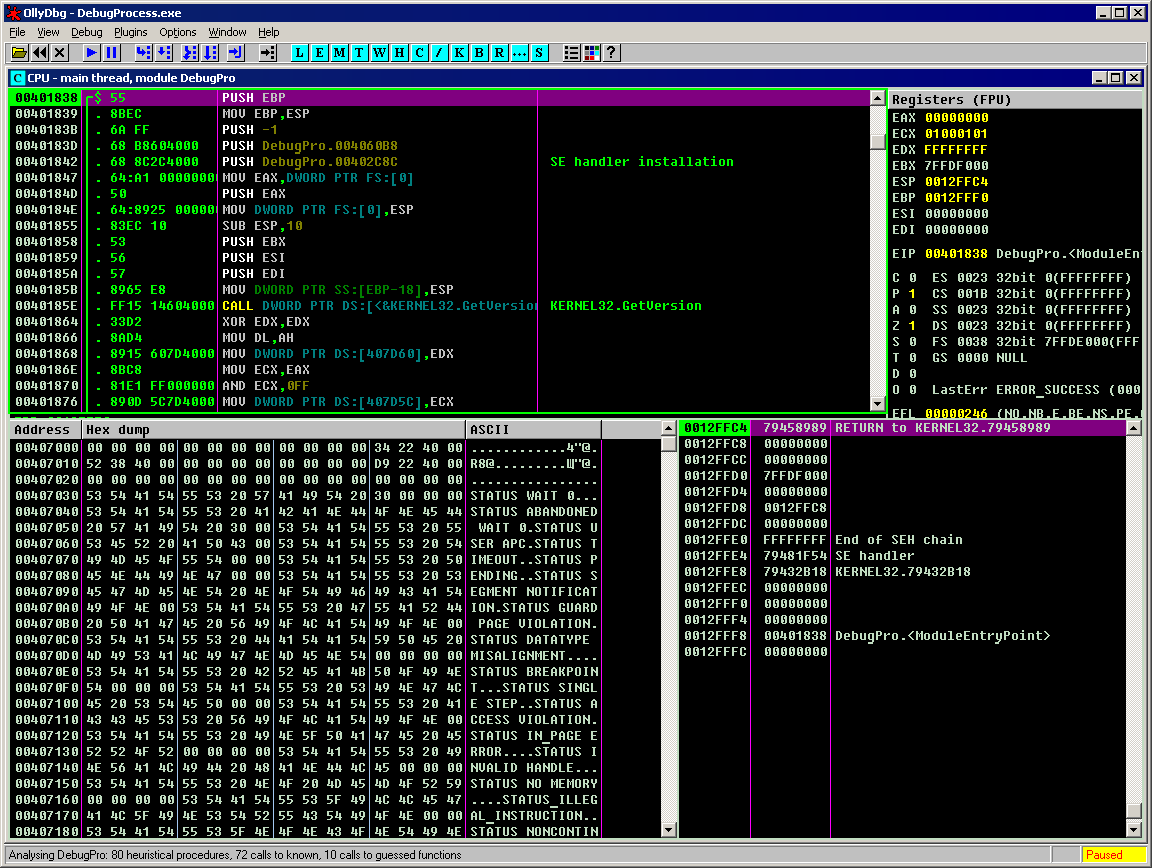 OllyDbg - DebugProcess.exe
File View Debug Plugins Options Window Help
L E M T W H C / K B R ... S ?
C CPU - main thread, module DebugPro
00401838 $ 55 PUSH EBP
00401839 . 8BEC MOV EBP,ESP
0040183B . 6A FF PUSH -1
0040183D . 68 B8604000 PUSH DebugPro.004060B8
00401842 . 68 8C2C4000 PUSH DebugPro.00402C8C SE handler installation
00401847 . 64:A1 00000000 MOV EAX,DWORD PTR FS:[0]
0040184D . 50 PUSH EAX
0040184E . 64:8925 000000 MOV DWORD PTR FS:[0],ESP
00401855 . 83EC 10 SUB ESP,10
00401858 . 53 PUSH EBX
00401859 . 56 PUSH ESI
0040185A . 57 PUSH EDI
0040185B . 8965 E8 MOV DWORD PTR SS:[EBP-18],ESP
0040185E . FF15 14604000 CALL DWORD PTR DS:[<&KERNEL32.GetVersion KERNEL32.GetVersion
00401864 . 33D2 XOR EDX,EDX
00401866 . 8AD4 MOV DL,AH
00401868 . 8915 607D4000 MOV DWORD PTR DS:[407D60],EDX
0040186E . 8BC8 MOV ECX,EAX
00401870 . 81E1 FF000000 AND ECX,0FF
00401876 . 890D 5C7D4000 MOV DWORD PTR DS:[407D5C],ECX
Registers (FPU)
EAX 00000000
ECX 01000101
EDX FFFFFFFF
EBX 7FFDF000
ESP 0012FFC4
EBP 0012FFF0
ESI 00000000
EDI 00000000
EIP 00401838 DebugPro.<ModuleEn
C 0 ES 0023 32bit 0(FFFFFFFF)
P 1 CS 001B 32bit 0(FFFFFFFF)
A 0 SS 0023 32bit 0(FFFFFFFF)
Z 1 DS 0023 32bit 0(FFFFFFFF)
S 0 FS 0038 32bit 7FFDE000(FFF
T 0 GS 0000 NULL
D 0
O 0 LastErr ERROR_SUCCESS (000
EFL 00000246 (NO,NB,E,BE,NS,PE,
Address Hex dump ASCII
00407000 00 00 00 00 00 00 00 00 00 00 00 00 34 22 40 00 ............4"@.
00407010 52 38 40 00 00 00 00 00 00 00 00 00 D9 22 40 00 R8@.........Щ"@.
00407020 00 00 00 00 00 00 00 00 00 00 00 00 00 00 00 00 ................
00407030 53 54 41 54 55 53 20 57 41 49 54 20 30 00 00 00 STATUS WAIT 0...
00407040 53 54 41 54 55 53 20 41 42 41 4E 44 4F 4E 45 44 STATUS ABANDONED
00407050 20 57 41 49 54 20 30 00 53 54 41 54 55 53 20 55 WAIT 0.STATUS U
00407060 53 45 52 20 41 50 43 00 53 54 41 54 55 53 20 54 SER APC.STATUS T
00407070 49 4D 45 4F 55 54 00 00 53 54 41 54 55 53 20 50 IMEOUT..STATUS P
00407080 45 4E 44 49 4E 47 00 00 53 54 41 54 55 53 20 53 ENDING..STATUS S
00407090 45 47 4D 45 4E 54 20 4E 4F 54 49 46 49 43 41 54 EGMENT NOTIFICAT
004070A0 49 4F 4E 00 53 54 41 54 55 53 20 47 55 41 52 44 ION.STATUS GUARD
004070B0 20 50 41 47 45 20 56 49 4F 4C 41 54 49 4F 4E 00 PAGE VIOLATION.
004070C0 53 54 41 54 55 53 20 44 41 54 41 54 59 50 45 20 STATUS DATATYPE
004070D0 4D 49 53 41 4C 49 47 4E 4D 45 4E 54 00 00 00 00 MISALIGNMENT....
004070E0 53 54 41 54 55 53 20 42 52 45 41 4B 50 4F 49 4E STATUS BREAKPOIN
004070F0 54 00 00 00 53 54 41 54 55 53 20 53 49 4E 47 4C T...STATUS SINGL
00407100 45 20 53 54 45 50 00 00 53 54 41 54 55 53 20 41 E STEP..STATUS A
00407110 43 43 45 53 53 20 56 49 4F 4C 41 54 49 4F 4E 00 CCESS VIOLATION.
00407120 53 54 41 54 55 53 20 49 4E 5F 50 41 47 45 20 45 STATUS IN_PAGE E
00407130 52 52 4F 52 00 00 00 00 53 54 41 54 55 53 20 49 RROR....STATUS I
00407140 4E 56 41 4C 49 44 20 48 41 4E 44 4C 45 00 00 00 NVALID HANDLE...
00407150 53 54 41 54 55 53 20 4E 4F 20 4D 45 4D 4F 52 59 STATUS NO MEMORY
00407160 00 00 00 00 53 54 41 54 55 53 5F 49 4C 4C 45 47 ....STATUS_ILLEG
00407170 41 4C 5F 49 4E 53 54 52 55 43 54 49 4F 4E 00 00 AL_INSTRUCTION..
00407180 53 54 41 54 55 53 5F 4E 4F 4E 43 4F 4E 54 49 4E STATUS NONCONTIN
0012FFC4 79458989 RETURN to KERNEL32.79458989
0012FFC8 00000000
0012FFCC 00000000
0012FFD0 7FFDF000
0012FFD4 00000000
0012FFD8 0012FFC8
0012FFDC 00000000
0012FFE0 FFFFFFFF End of SEH chain
0012FFE4 79481F54 SE handler
0012FFE8 79432B18 KERNEL32.79432B18
0012FFEC 00000000
0012FFF0 00000000
0012FFF4 00000000
0012FFF8 00401838 DebugPro.<ModuleEntryPoint>
0012FFFC 00000000
Analysing DebugPro: 80 heuristical procedures, 72 calls to known, 10 calls to guessed functions
Paused